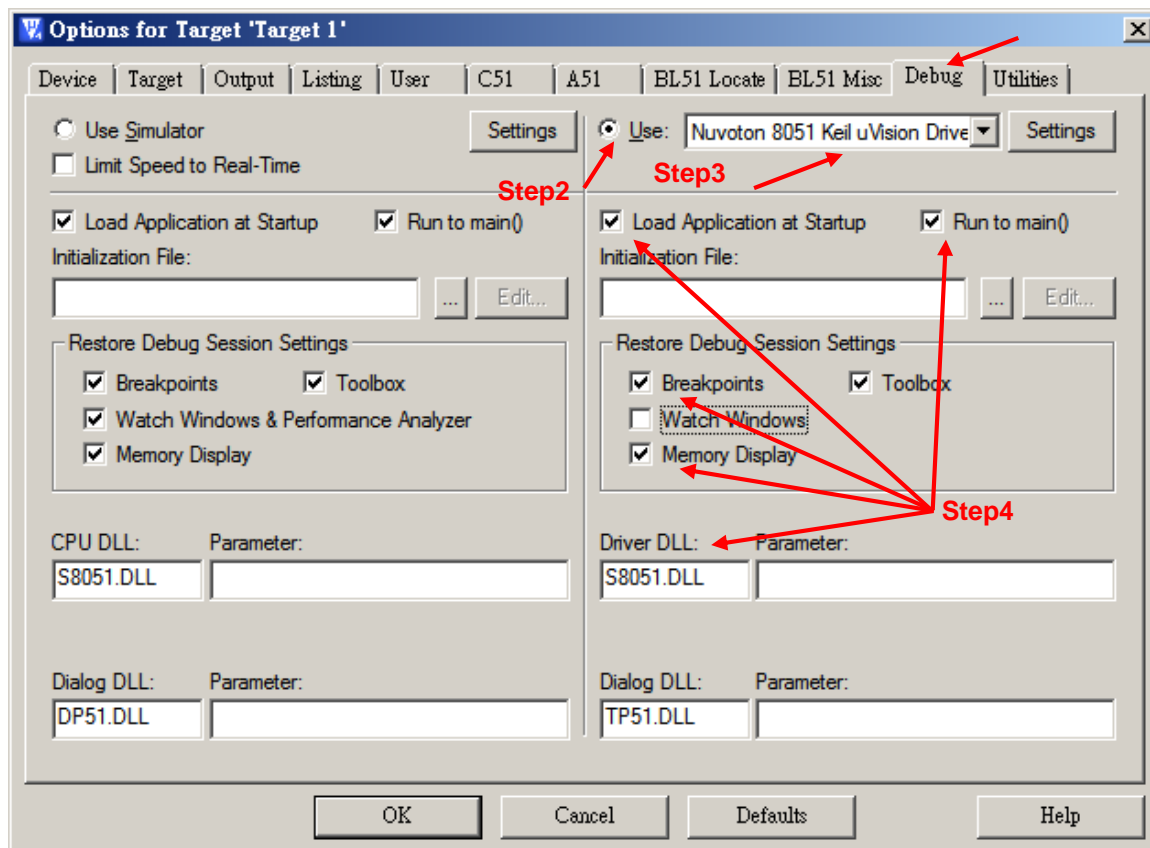 Options for Target 'Target 1'
Device Target Output Listing User C51 A51 BL51 Locate BL51 Misc Debug Utilities
Use Simulator Settings Use: Nuvoton 8051 Keil uVision Drive Settings
Limit Speed to Real-Time
Step2 Step3
Load Application at Startup Run to main() Load Application at Startup Run to main()
Initialization File: Initialization File:
... Edit... ... Edit...
Restore Debug Session Settings Restore Debug Session Settings
Breakpoints Toolbox Breakpoints Toolbox
Watch Windows & Performance Analyzer Watch Windows
Memory Display Memory Display
Step4
CPU DLL: Parameter: Driver DLL: Parameter:
S8051.DLL S8051.DLL
Dialog DLL: Parameter: Dialog DLL: Parameter:
DP51.DLL TP51.DLL
OK Cancel Defaults Help